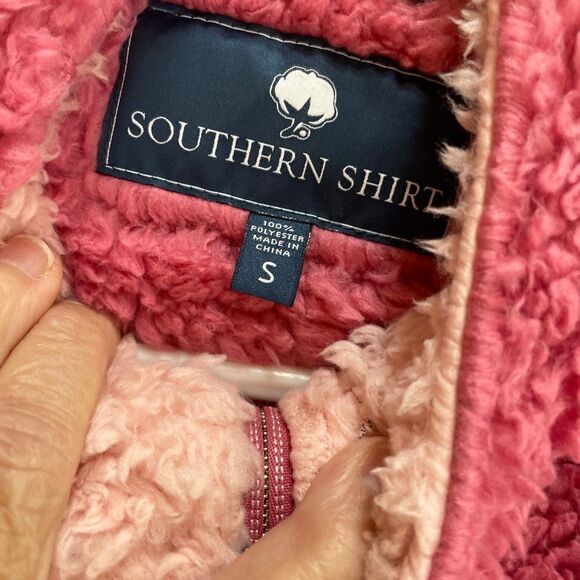 SOUTHERN SHIRT
100%
POLYESTER
MADE IN
CHINA
S